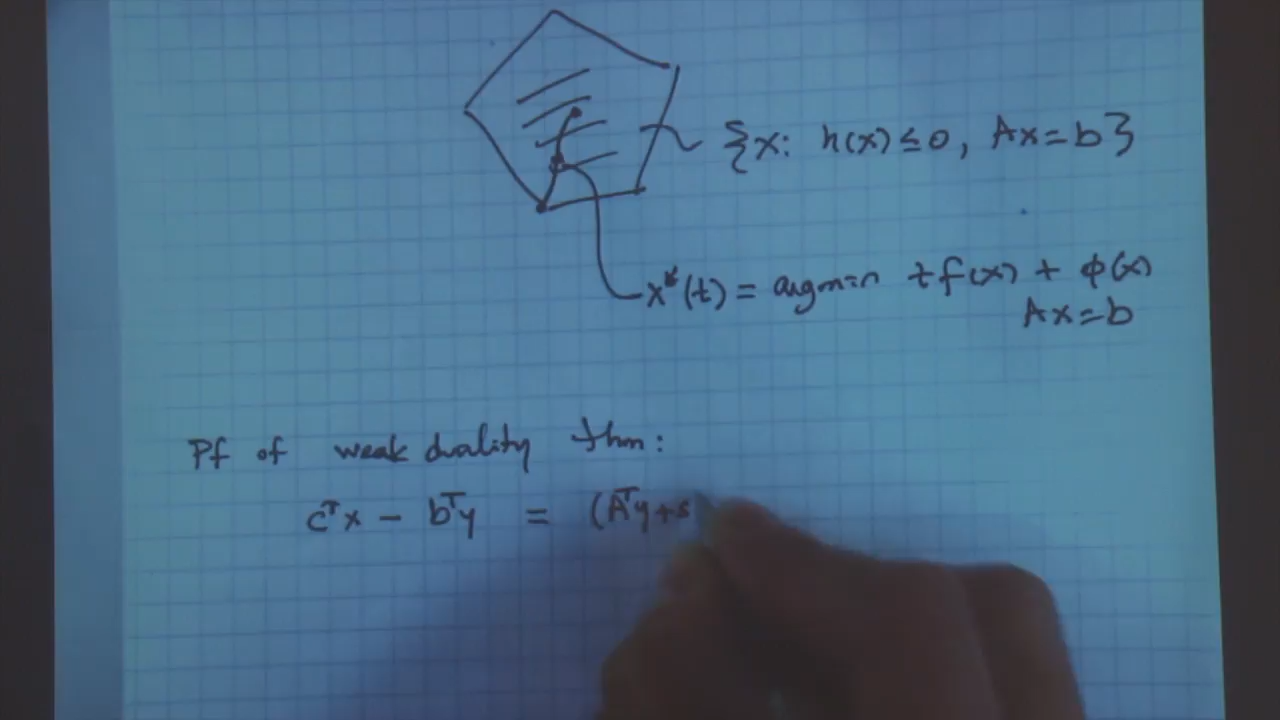 {x: h(x) ≤ 0, Ax = b}
x*(t) = argmin tf(x) + ϕ(x)
Ax = b
Pf of weak duality thm:
cᵀx − bᵀy = (Aᵀy + s